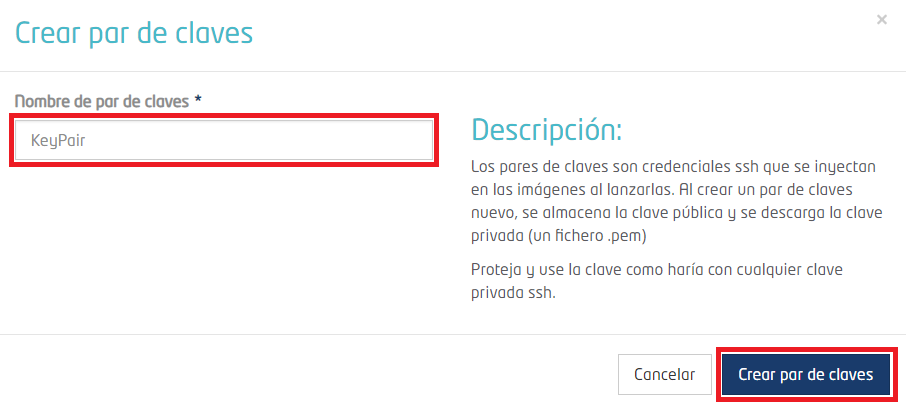 Crear par de claves
×
Nombre de par de claves *
KeyPair
Descripción:
Los pares de claves son credenciales ssh que se inyectan
en las imágenes al lanzarlas. Al crear un par de claves
nuevo, se almacena la clave pública y se descarga la clave
privada (un fichero .pem)
Proteja y use la clave como haría con cualquier clave
privada ssh.
Cancelar
Crear par de claves